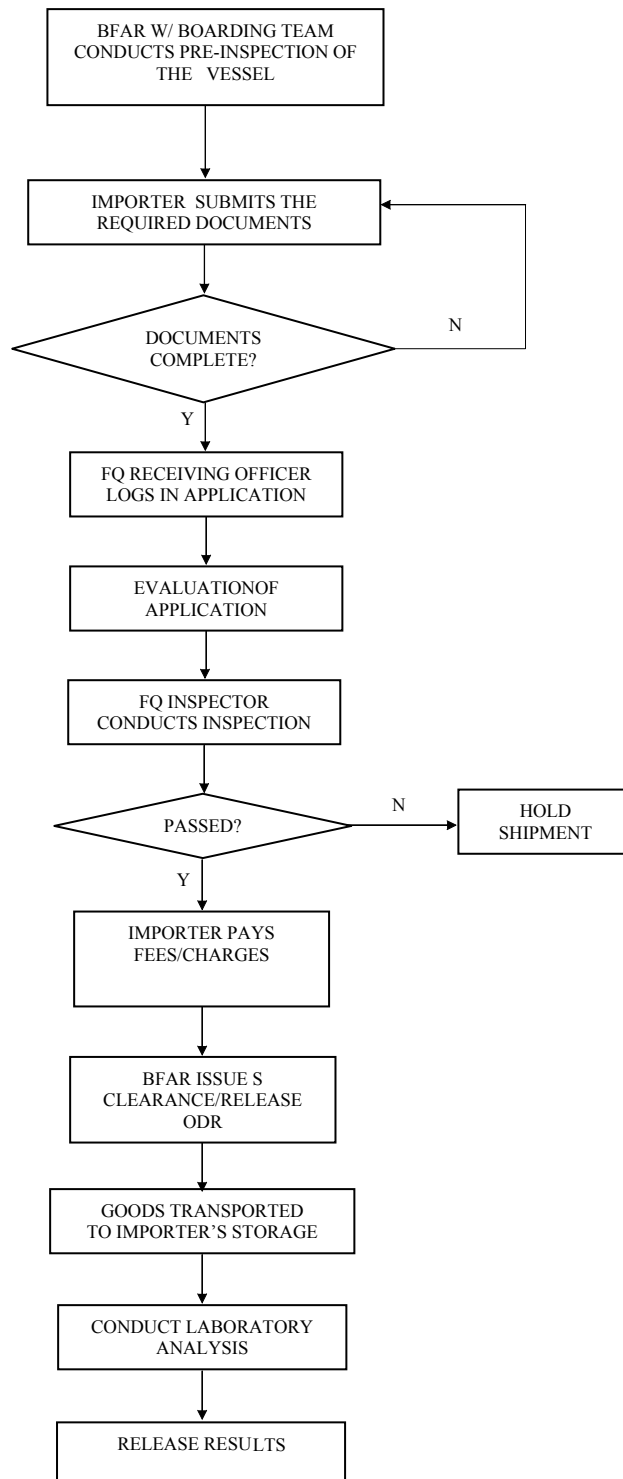 BFAR W/ BOARDING TEAM
CONDUCTS PRE-INSPECTION OF
THE VESSEL
IMPORTER SUBMITS THE
REQUIRED DOCUMENTS
DOCUMENTS
COMPLETE?
N
Y
FQ RECEIVING OFFICER
LOGS IN APPLICATION
EVALUATIONOF
APPLICATION
FQ INSPECTOR
CONDUCTS INSPECTION
PASSED?
N
HOLD
SHIPMENT
Y
IMPORTER PAYS
FEES/CHARGES
BFAR ISSUE S
CLEARANCE/RELEASE
ODR
GOODS TRANSPORTED
TO IMPORTER’S STORAGE
CONDUCT LABORATORY
ANALYSIS
RELEASE RESULTS